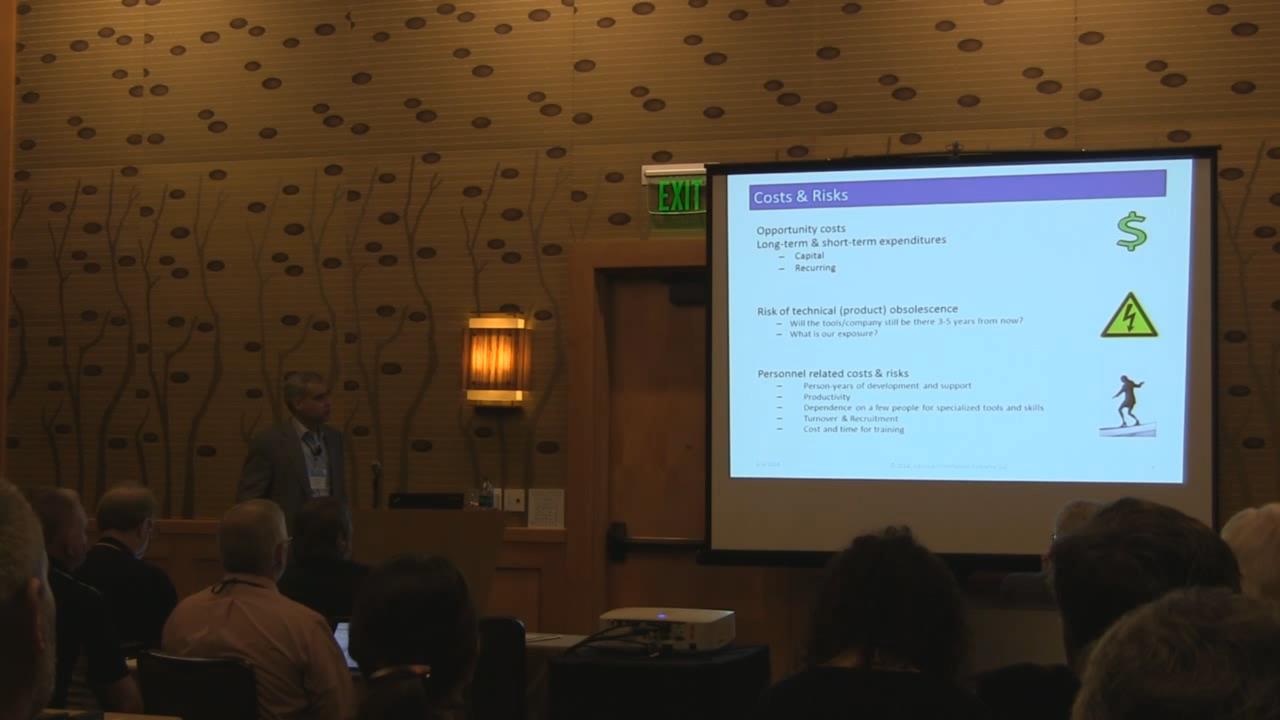 EXIT
Costs & Risks
Opportunity costs
Long-term & short-term expenditures
– Capital
– Recurring
Risk of technical (product) obsolescence
– Will the tools/company still be there 3-5 years from now?
– What is our exposure?
Personnel related costs & risks
– Person-years of development and support
– Productivity
– Dependence on a few people for specialized tools and skills
– Turnover & Recruitment
– Cost and time for training